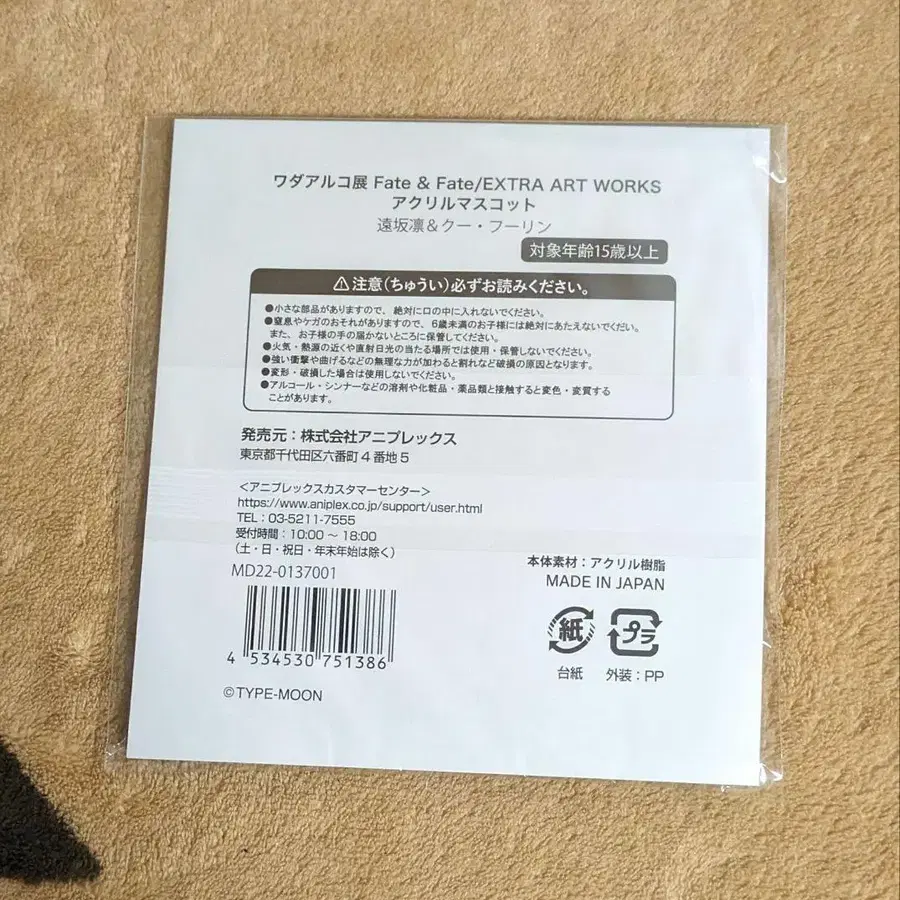 ワダアルコ展 Fate & Fate/EXTRA ART WORKS
アクリルマスコット
遠坂凛&クー・フーリン
対象年齢15歳以上
⚠注意(ちゅうい)必ずお読みください。
●小さな部品がありますので、絶対に口の中に入れないでください。
●窒息やケガのおそれがありますので、6歳未満のお子様には絶対にあたえないでください。
また、お子様の手の届かないところに保管してください。
●火気・熱源の近くや直射日光の当たる場所では使用・保管しないでください。
●強い衝撃や曲げるなどの無理な力が加わると割れなど破損の原因となります。
●変形・破損した場合は使用しないでください。
●アルコール・シンナーなどの溶剤や化粧品・薬品類と接触すると変色・変質する
ことがあります。
発売元:株式会社アニプレックス
東京都千代田区六番町4番地5
<アニプレックスカスタマーセンター>
https://www.aniplex.co.jp/support/user.html
TEL:03-5211-7555
受付時間:10:00~18:00
(土・日・祝日・年末年始は除く)
MD22-0137001
4 534530 751386
©TYPE-MOON
本体素材:アクリル樹脂
MADE IN JAPAN
紙 プラ
台紙 外装:PP